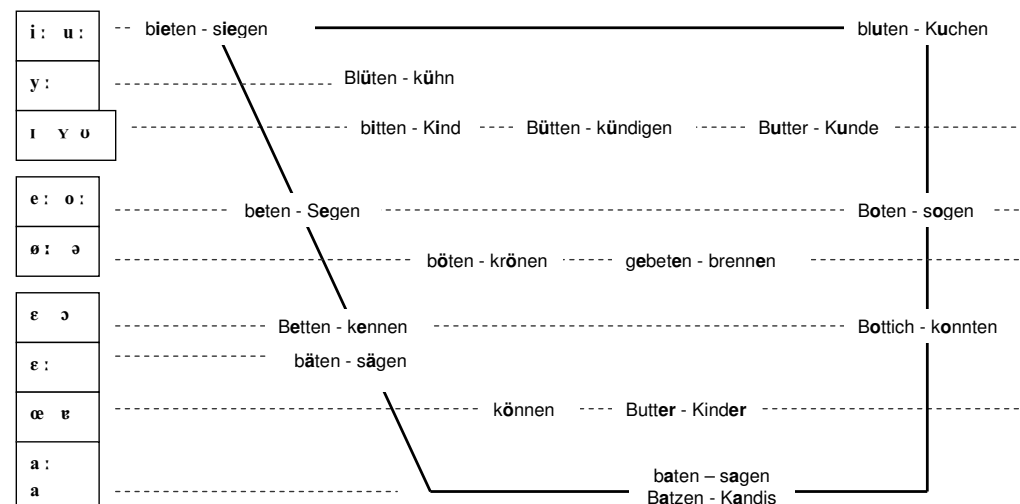 i: u: bieten - siegen bluten - Kuchen
y: Blüten - kühn
ɪ ʏ ʊ bitten - Kind Bütten - kündigen Butter - Kunde
e: o: beten - Segen Boten - sogen
ø: ə böten - krönen gebeten - brennen
ɛ ɔ Betten - kennen Bottich - konnten
ɛ: bäten - sägen
œ ɐ können Butter - Kinder
a: baten – sagen
a Batzen - Kandis